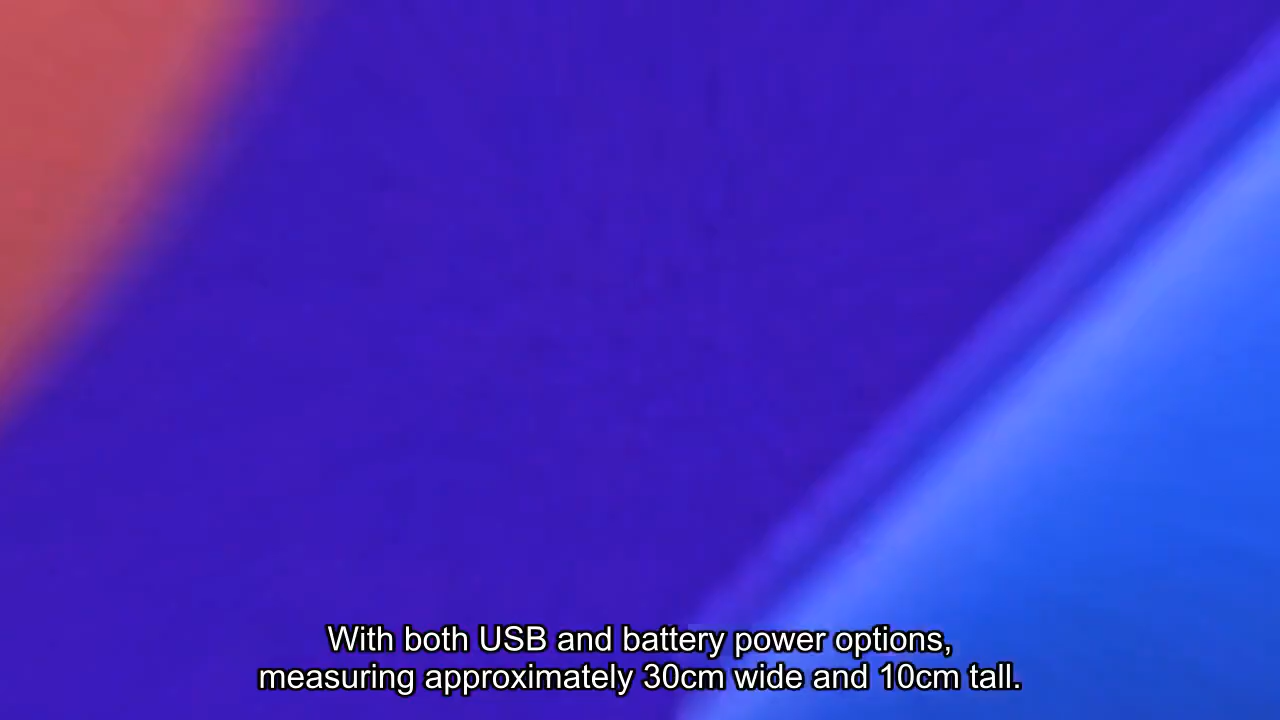 With both USB and battery power options,
measuring approximately 30cm wide and 10cm tall.